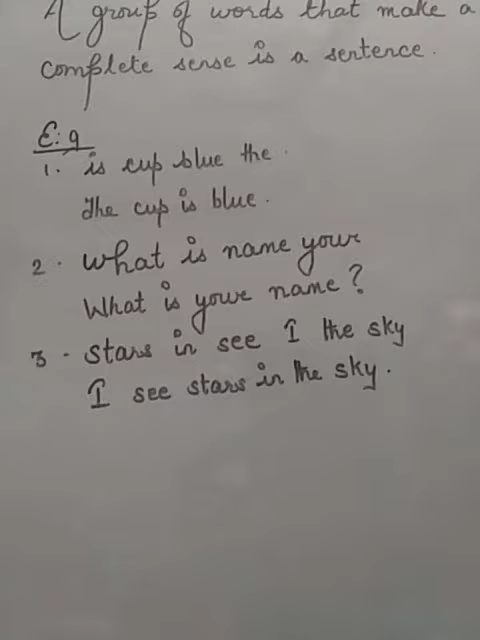 A group of words that make a
complete sense is a sentence.
E:g
1. is cup blue the.
The cup is blue.
2. what is name your
What is your name?
3. stars in see I the sky
I see stars in the sky.